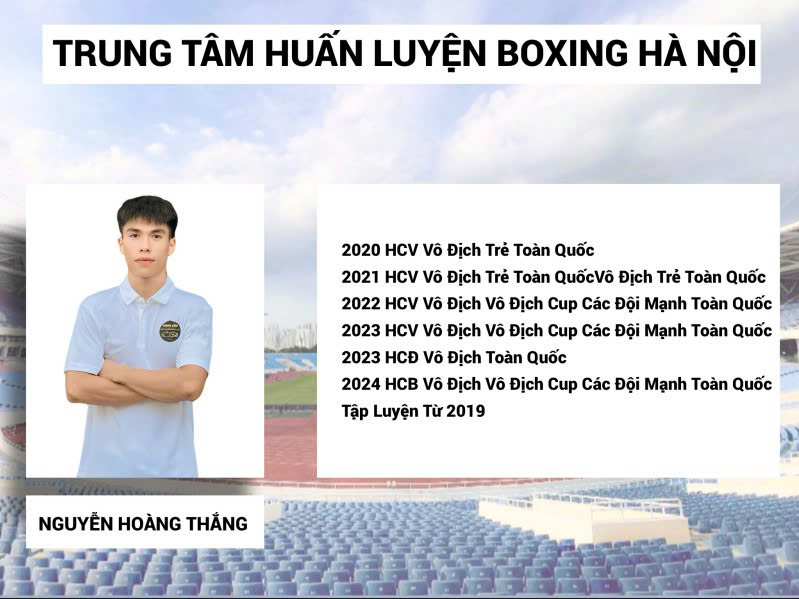 TRUNG TÂM HUẤN LUYỆN BOXING HÀ NỘI
2020 HCV Vô Địch Trẻ Toàn Quốc
2021 HCV Vô Địch Trẻ Toàn QuốcVô Địch Trẻ Toàn Quốc
2022 HCV Vô Địch Vô Địch Cup Các Đội Mạnh Toàn Quốc
2023 HCV Vô Địch Vô Địch Cup Các Đội Mạnh Toàn Quốc
2023 HCĐ Vô Địch Toàn Quốc
2024 HCB Vô Địch Vô Địch Cup Các Đội Mạnh Toàn Quốc
Tập Luyện Từ 2019
NGUYỄN HOÀNG THẮNG